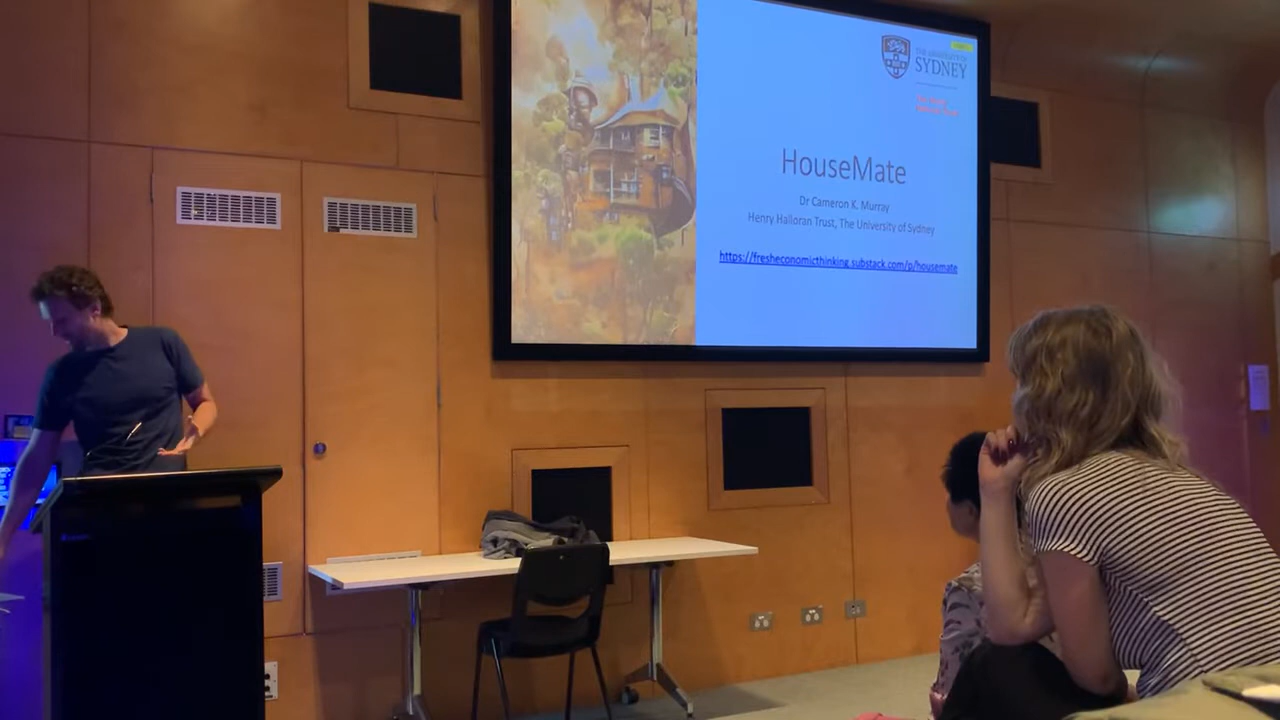 THE UNIVERSITY OF
SYDNEY
HouseMate
Dr Cameron K. Murray
Henry Halloran Trust, The University of Sydney
https://fresheconomicthinking.substack.com/p/housemate